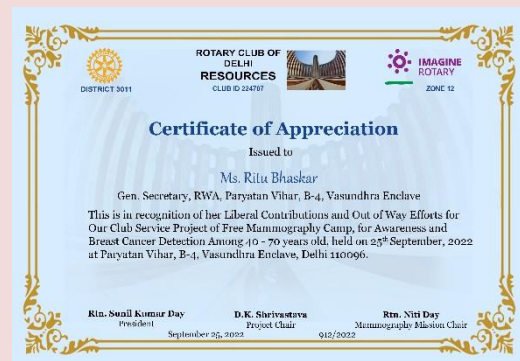 ROTARY CLUB OF
DELHI
RESOURCES
CLUB ID 224707
DISTRICT 3011
IMAGINE
ROTARY
ZONE 12
Certificate of Appreciation
Issued to
Ms. Ritu Bhaskar
Gen. Secretary, RWA, Paryatan Vihar, B-4, Vasundhra Enclave
This is in recognition of her Liberal Contributions and Out of Way Efforts for
Our Club Service Project of Free Mammography Camp, for Awareness and
Breast Cancer Detection Among 40 - 70 years old, held on 25th September, 2022
at Paryatan Vihar, B-4, Vasundhra Enclave, Delhi 110096.
Rtn. Sunil Kumar Day
President
D.K. Shrivastava
Project Chair
Rtn. Niti Day
Mammography Mission Chair
September 25, 2022
912/2022